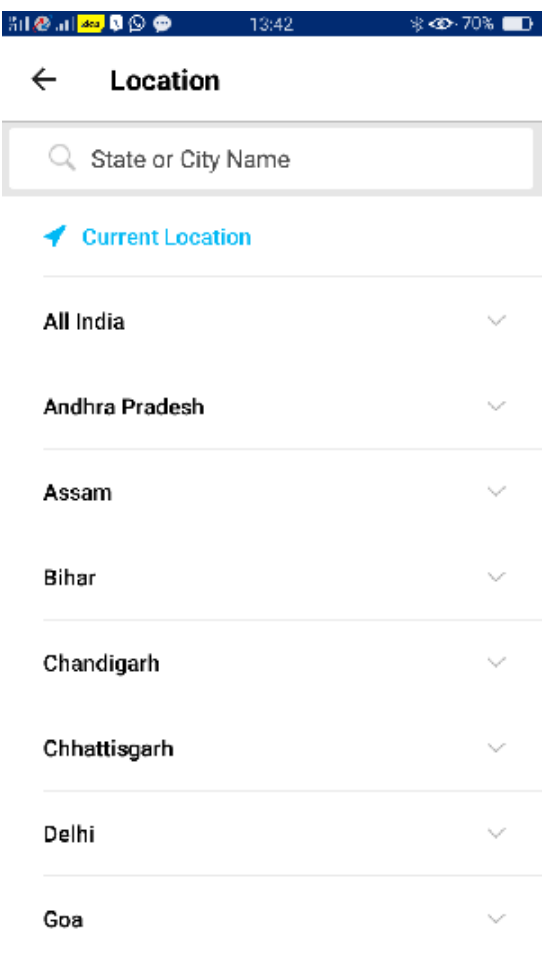 13:42 70%
Location
State or City Name
Current Location
All India
Andhra Pradesh
Assam
Bihar
Chandigarh
Chhattisgarh
Delhi
Goa